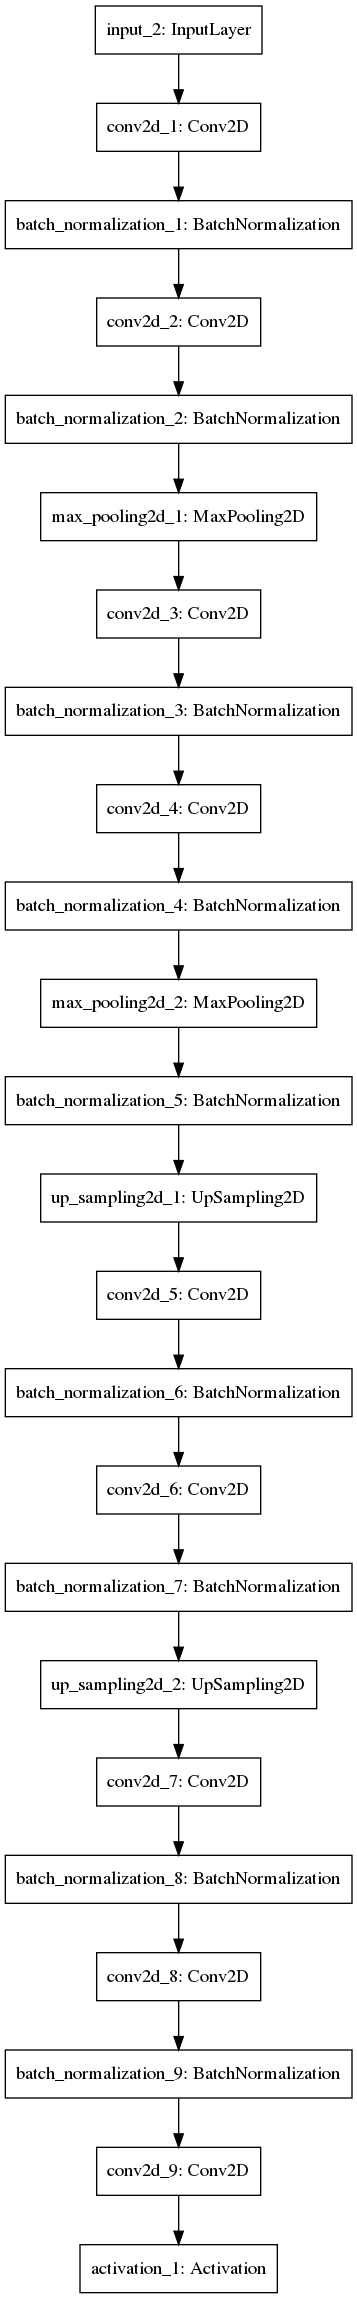 input_2: InputLayer
conv2d_1: Conv2D
batch_normalization_1: BatchNormalization
conv2d_2: Conv2D
batch_normalization_2: BatchNormalization
max_pooling2d_1: MaxPooling2D
conv2d_3: Conv2D
batch_normalization_3: BatchNormalization
conv2d_4: Conv2D
batch_normalization_4: BatchNormalization
max_pooling2d_2: MaxPooling2D
batch_normalization_5: BatchNormalization
up_sampling2d_1: UpSampling2D
conv2d_5: Conv2D
batch_normalization_6: BatchNormalization
conv2d_6: Conv2D
batch_normalization_7: BatchNormalization
up_sampling2d_2: UpSampling2D
conv2d_7: Conv2D
batch_normalization_8: BatchNormalization
conv2d_8: Conv2D
batch_normalization_9: BatchNormalization
conv2d_9: Conv2D
activation_1: Activation